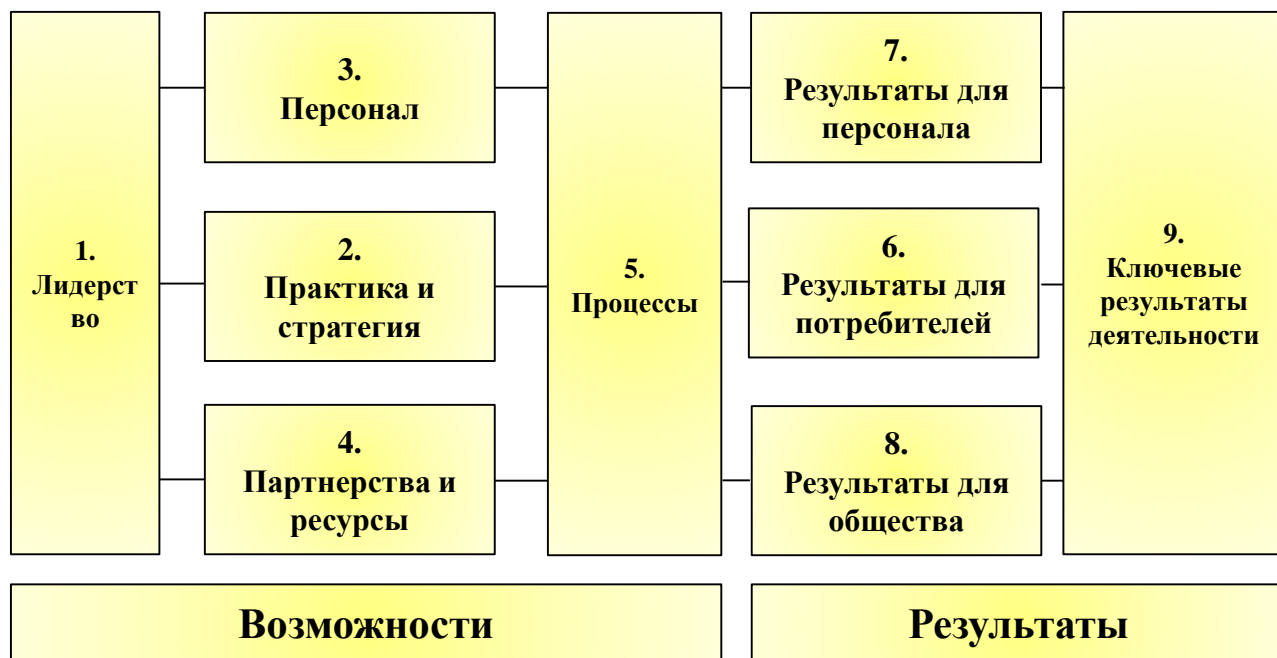 1.
Лидерст
во
3.
Персонал
2.
Практика и
стратегия
4.
Партнерства и
ресурсы
5.
Процессы
7.
Результаты для
персонала
6.
Результаты для
потребителей
8.
Результаты для
общества
9.
Ключевые
результаты
деятельности
Возможности
Результаты